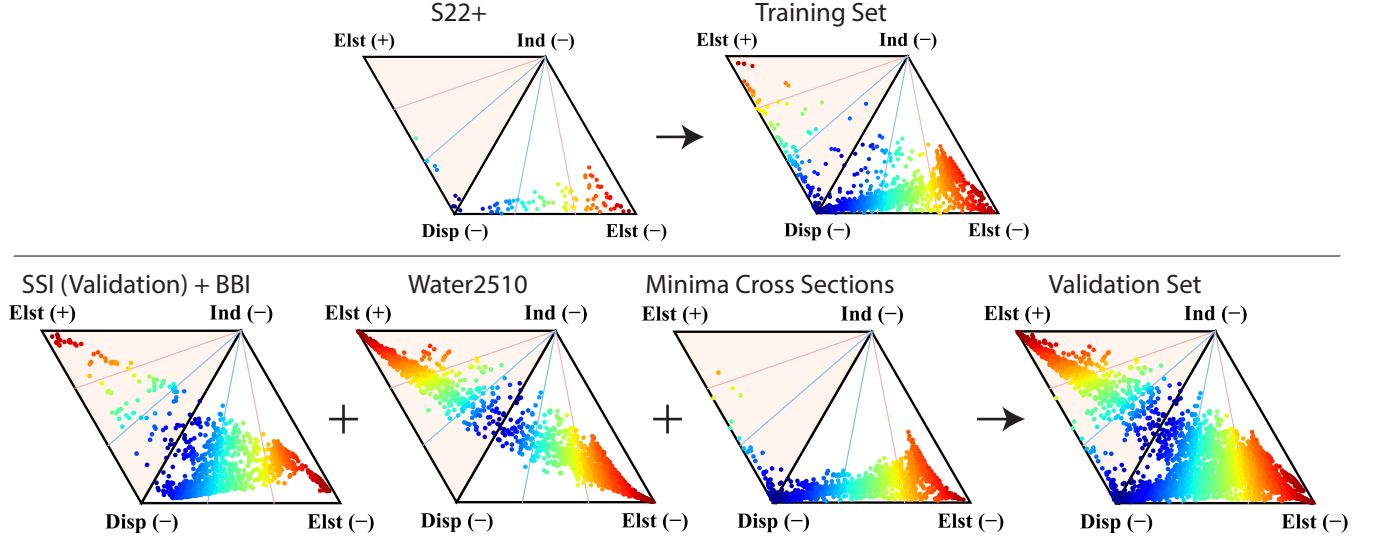 S22+
Training Set
Elst (+) Ind (−)
Elst (+) Ind (−)
Disp (−) Elst (−)
Disp (−) Elst (−)
SSI (Validation) + BBI
Water2510
Minima Cross Sections
Validation Set
Elst (+) Ind (−)
Elst (+) Ind (−)
Elst (+) Ind (−)
Elst (+) Ind (−)
+
+
Disp (−) Elst (−)
Disp (−) Elst (−)
Disp (−) Elst (−)
Disp (−) Elst (−)